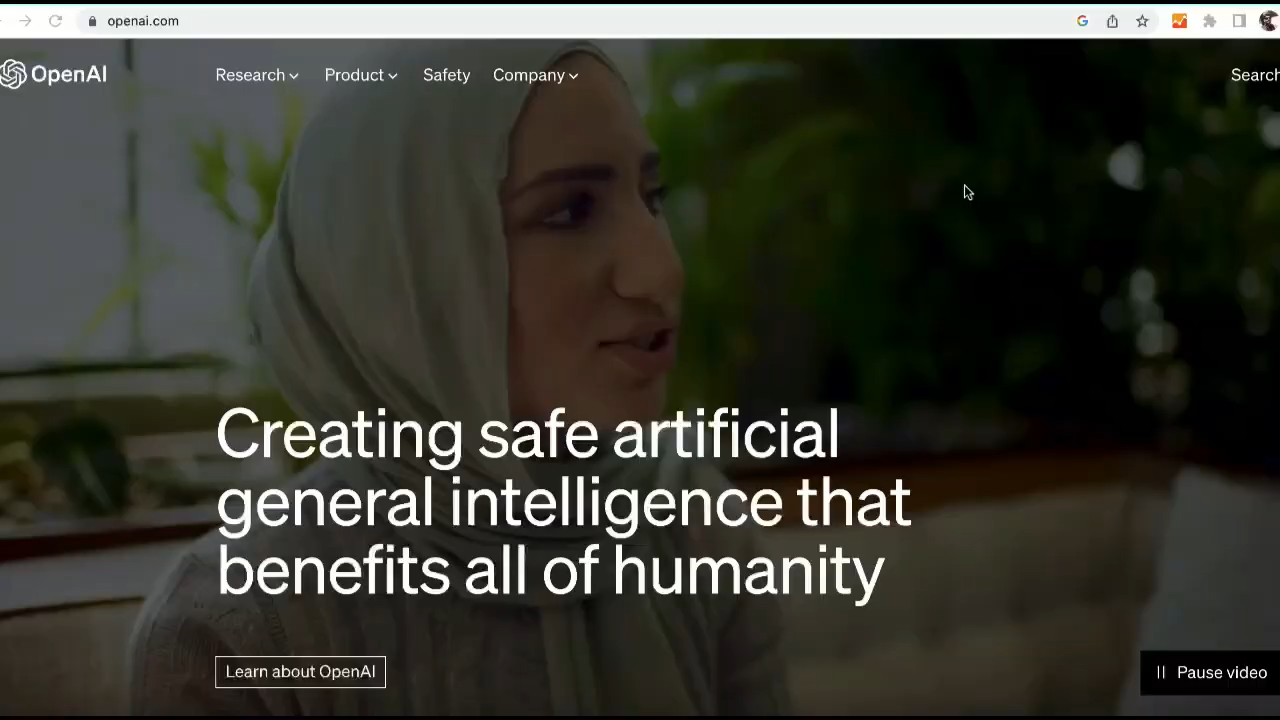 openai.com
OpenAI Research Product Safety Company Search
Creating safe artificial
general intelligence that
benefits all of humanity
Learn about OpenAI
Pause video